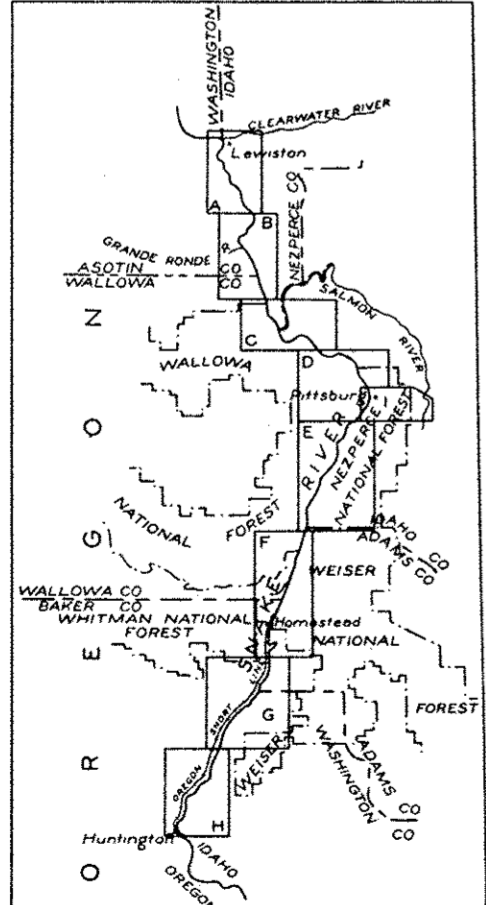 WASHINGTON
IDAHO
CLEARWATER RIVER
Lewiston
NEZPERCE CO
A
B
GRANDE RONDE
R
ASOTIN CO
WALLOWA CO
SALMON
RIVER
C
WALLOWA
D
Pittsburg
E
NEZPERCE
NATIONAL FOREST
RIVER
NATIONAL
FOREST
IDAHO CO
ADAMS CO
F
WEISER
WALLOWA CO
BAKER CO
SNAKE
WHITMAN NATIONAL
FOREST
Homestead
NATIONAL
FOREST
LINE
SHORT
OREGON
G
WEISER
ADAMS
WASHINGTON
CO
CO
H
Huntington
IDAHO
OREGON
OREGON